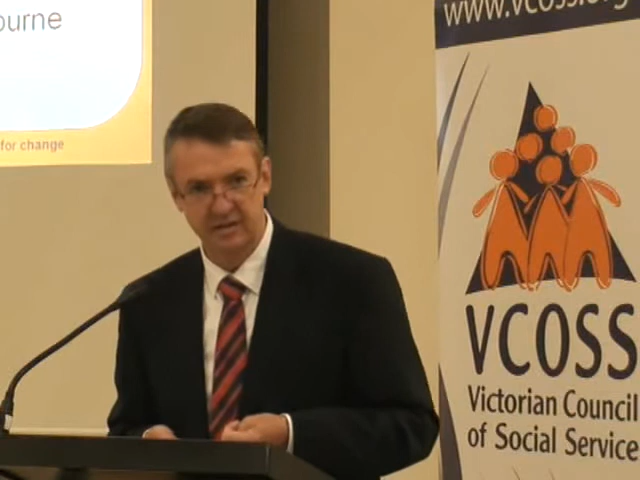 ourne
for change
www.vcoss.org
VCOSS
Victorian Council
of Social Service